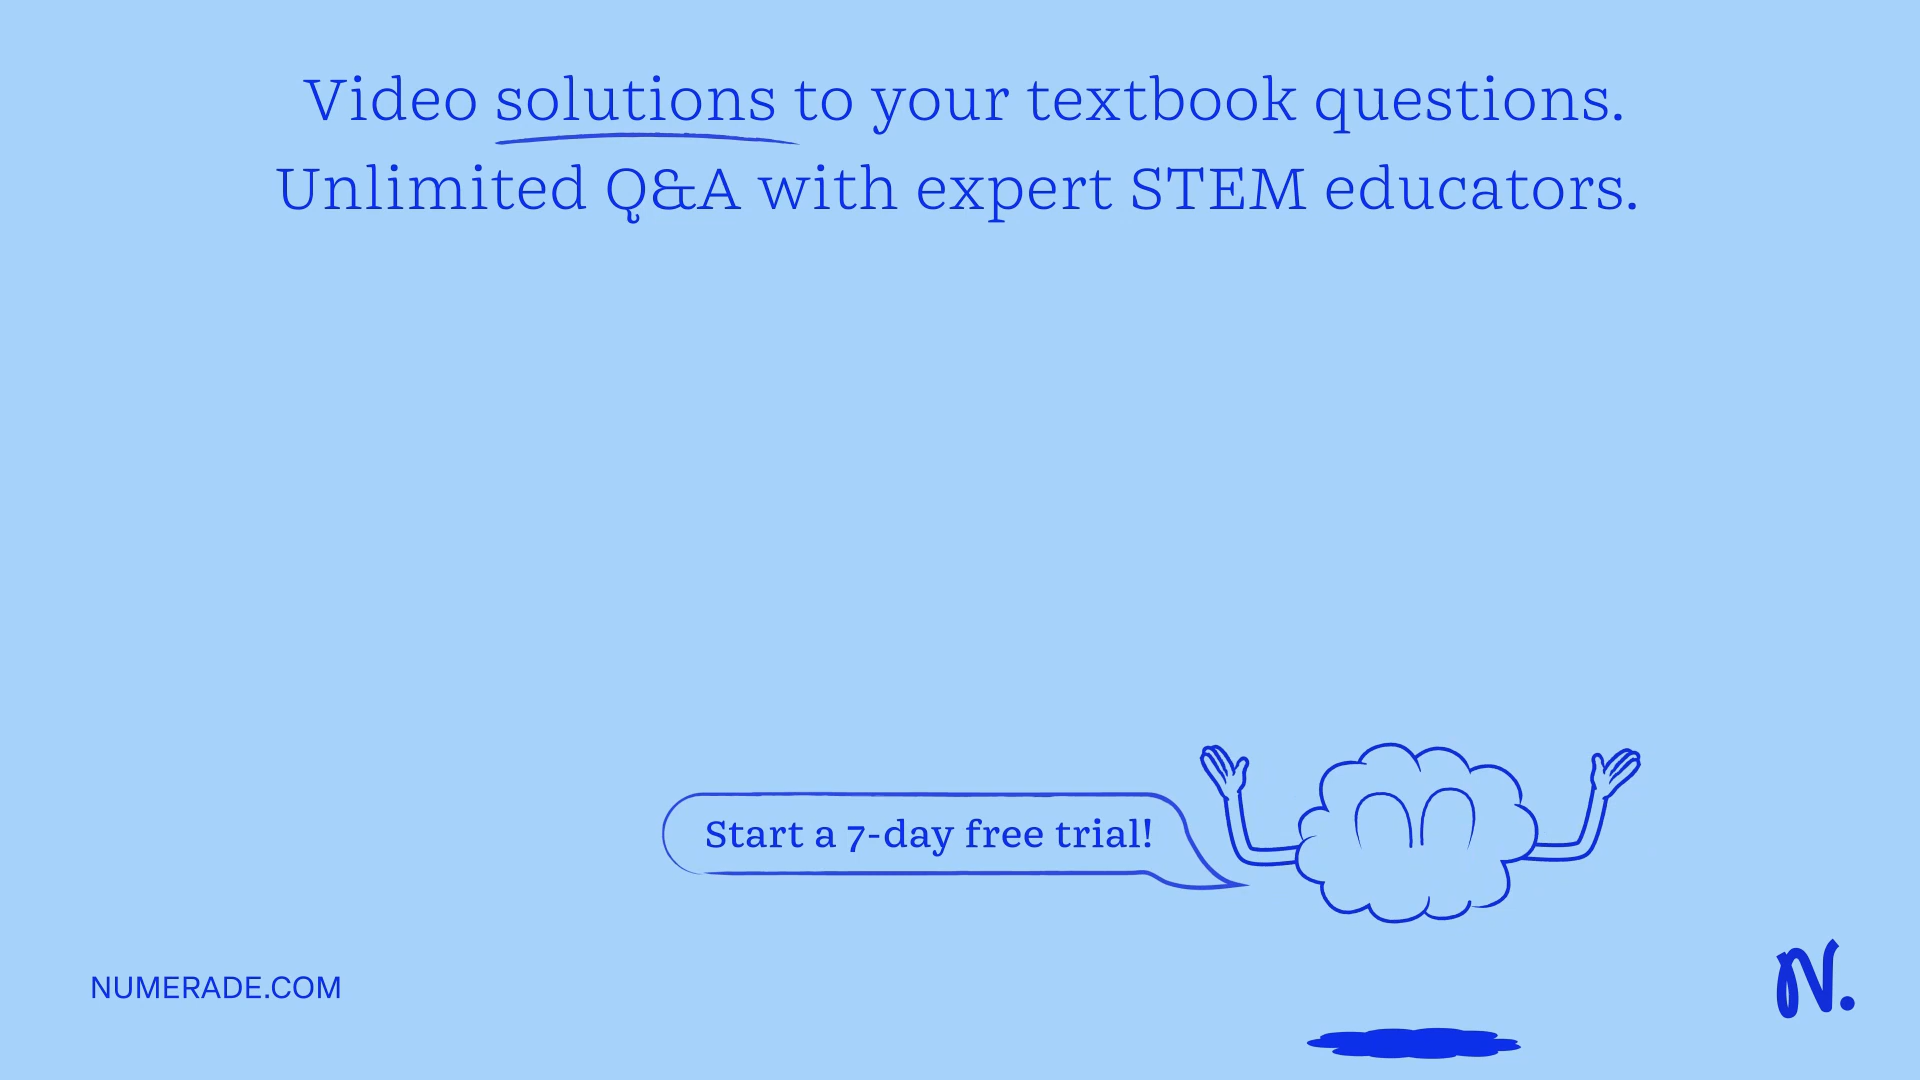 Video solutions to your textbook questions.
Unlimited Q&A with expert STEM educators.
Start a 7-day free trial!
NUMERADE.COM
N.